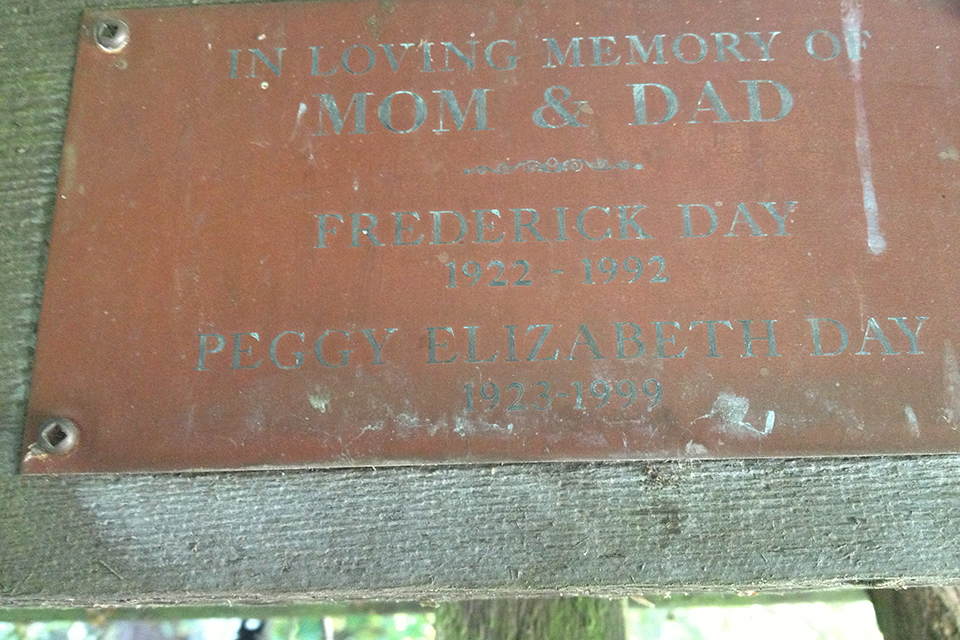 IN LOVING MEMORY OF
MOM & DAD
FREDERICK DAY
1922 - 1992
PEGGY ELIZABETH DAY
1923-1999